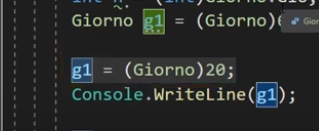 Giorno g1 = (Giorno)
g1 = (Giorno)20;
Console.WriteLine(g1);